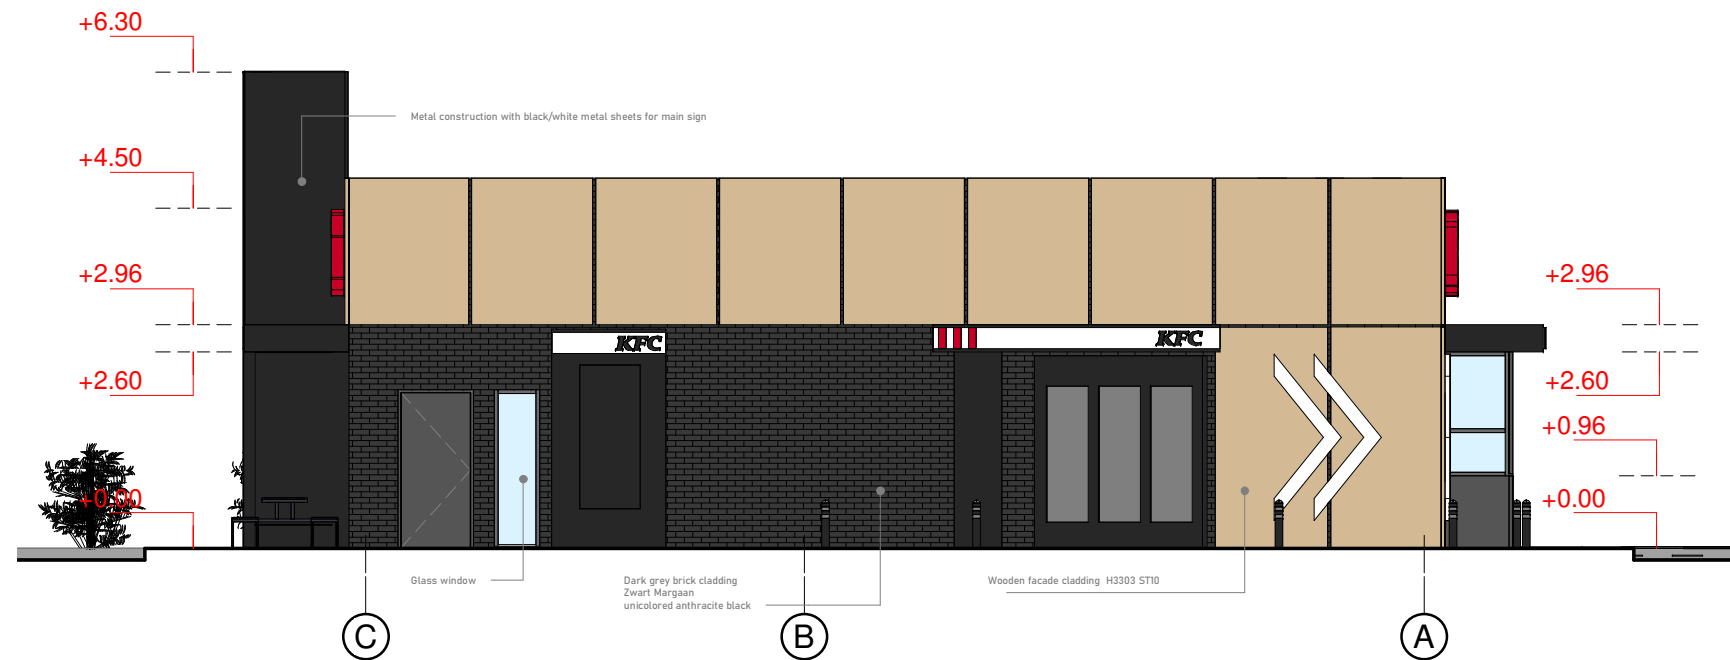 +6.30
Metal construction with black/white metal sheets for main sign
+4.50
+2.96
+2.96
KFC
KFC
+2.60
+2.60
+0.96
+0.00
+0.00
Glass window
Dark grey brick cladding
Zwart Margaan
unicolored anthracite black
Wooden facade cladding H3303 ST10
C
B
A